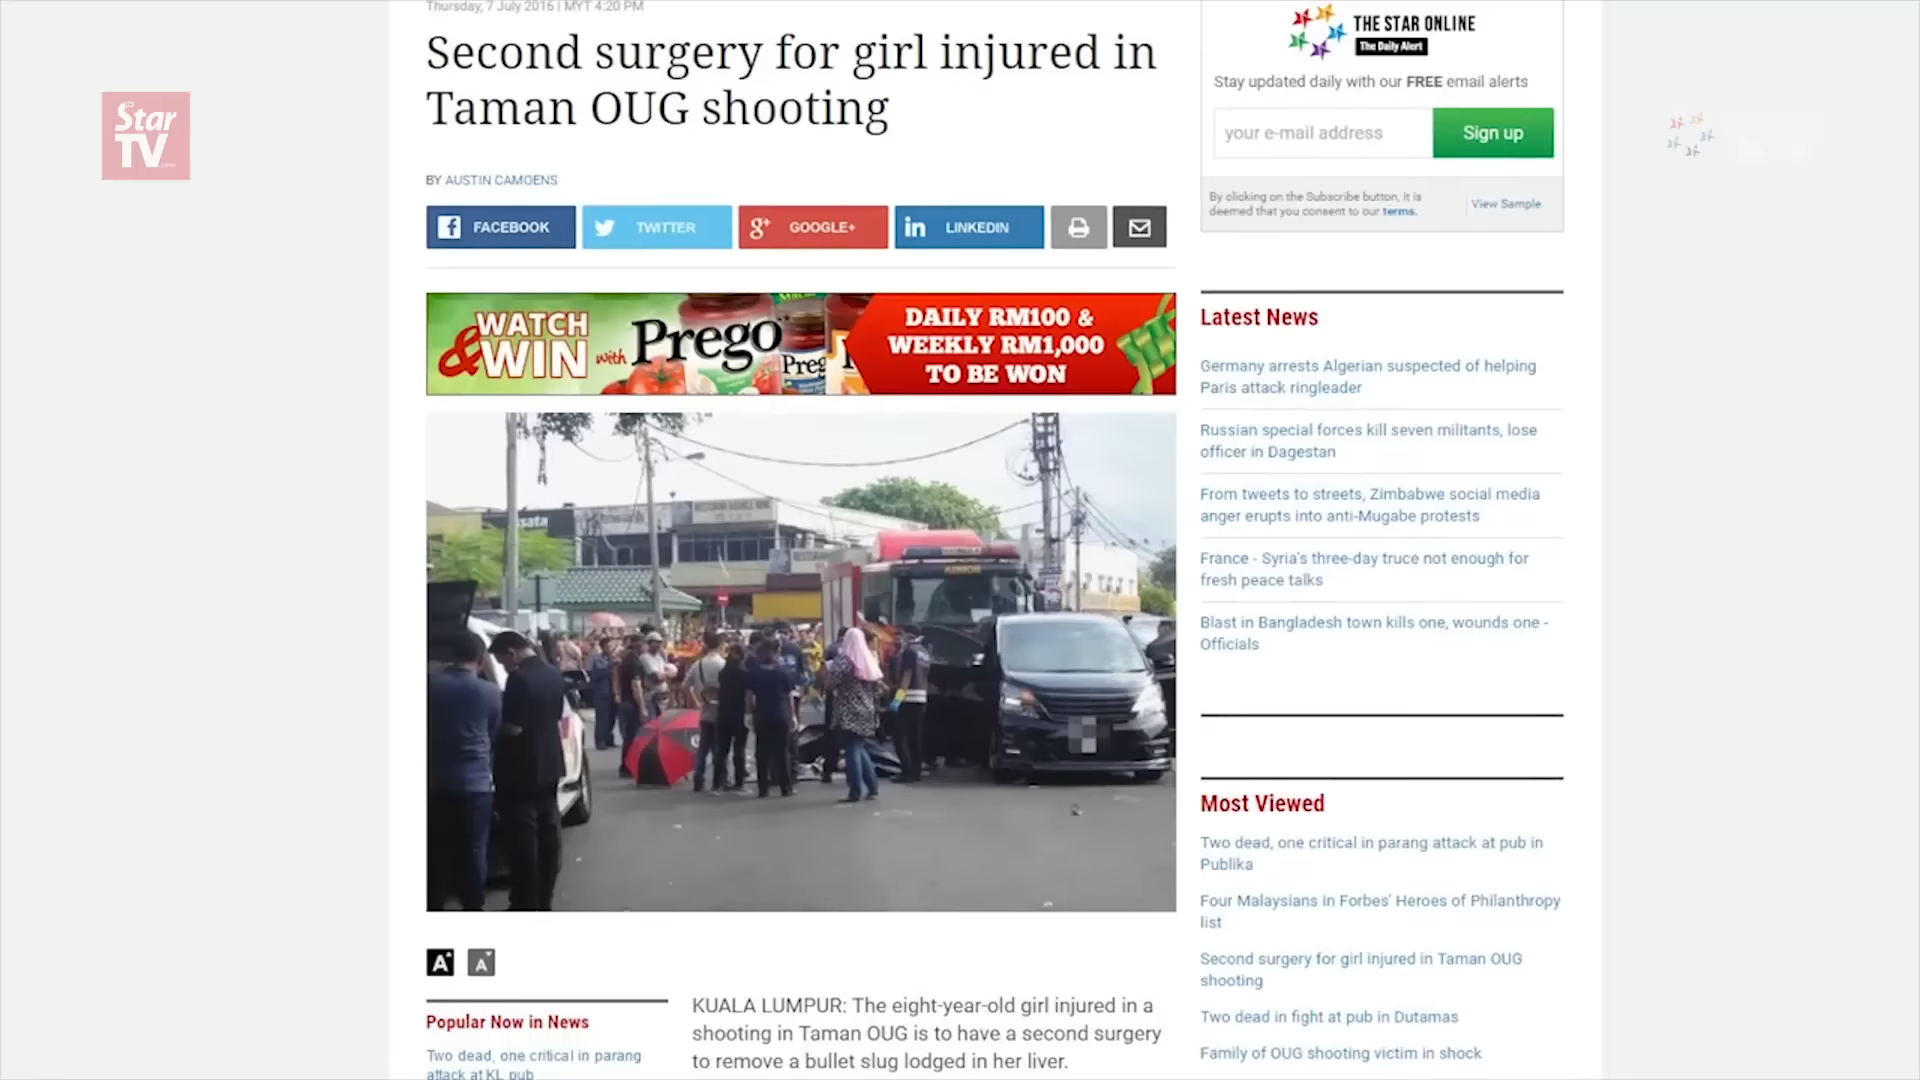 Thursday, 7 July 2016 | MYT 4:20 PM
Second surgery for girl injured in
Taman OUG shooting
Star
TV
.com
BY AUSTIN CAMOENS
FACEBOOK
TWITTER
GOOGLE+
LINKEDIN
WATCH
& WIN with Prego
Prego
DAILY RM100 &
WEEKLY RM1,000
TO BE WON
A
A
Popular Now in News
Two dead, one critical in parang
attack at KL pub
KUALA LUMPUR: The eight-year-old girl injured in a
shooting in Taman OUG is to have a second surgery
to remove a bullet slug lodged in her liver.
THE STAR ONLINE
The Daily Alert
Stay updated daily with our FREE email alerts
your e-mail address
Sign up
By clicking on the Subscribe button, it is
deemed that you consent to our terms.
View Sample
Latest News
Germany arrests Algerian suspected of helping
Paris attack ringleader
Russian special forces kill seven militants, lose
officer in Dagestan
From tweets to streets, Zimbabwe social media
anger erupts into anti-Mugabe protests
France - Syria's three-day truce not enough for
fresh peace talks
Blast in Bangladesh town kills one, wounds one -
Officials
Most Viewed
Two dead, one critical in parang attack at pub in
Publika
Four Malaysians in Forbes' Heroes of Philanthropy
list
Second surgery for girl injured in Taman OUG
shooting
Two dead in fight at pub in Dutamas
Family of OUG shooting victim in shock